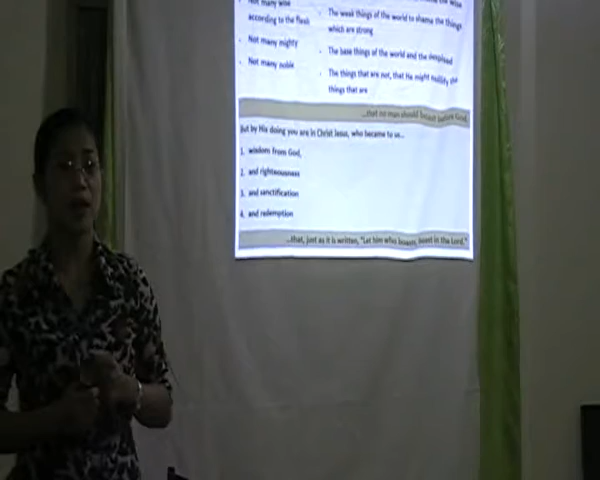 Not many wise
according to the flesh
Not many mighty
Not many noble
The weak things of the world to shame the things
which are strong
The base things of the world and the despised
The things that are not, that He might nullify the
things that are
...that no man should boast before God.
But by His doing you are in Christ Jesus, who became to us...
1. wisdom from God,
2. and righteousness
3. and sanctification
4. and redemption
...that, just as it is written, "Let him who boasts, boast in the Lord."